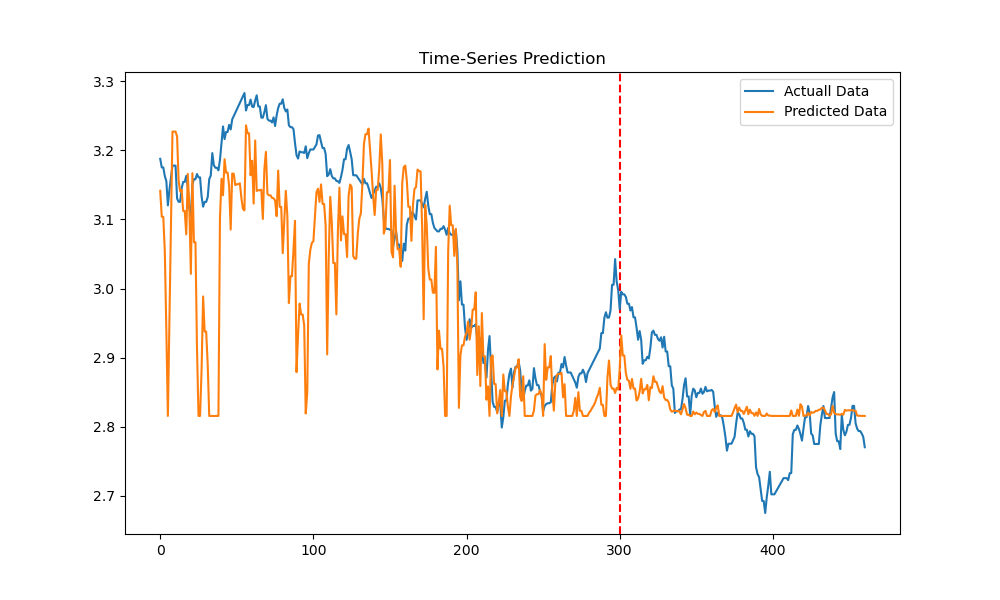 Time-Series Prediction
Actuall Data
Predicted Data
3.3
3.2
3.1
3.0
2.9
2.8
2.7
0 100 200 300 400